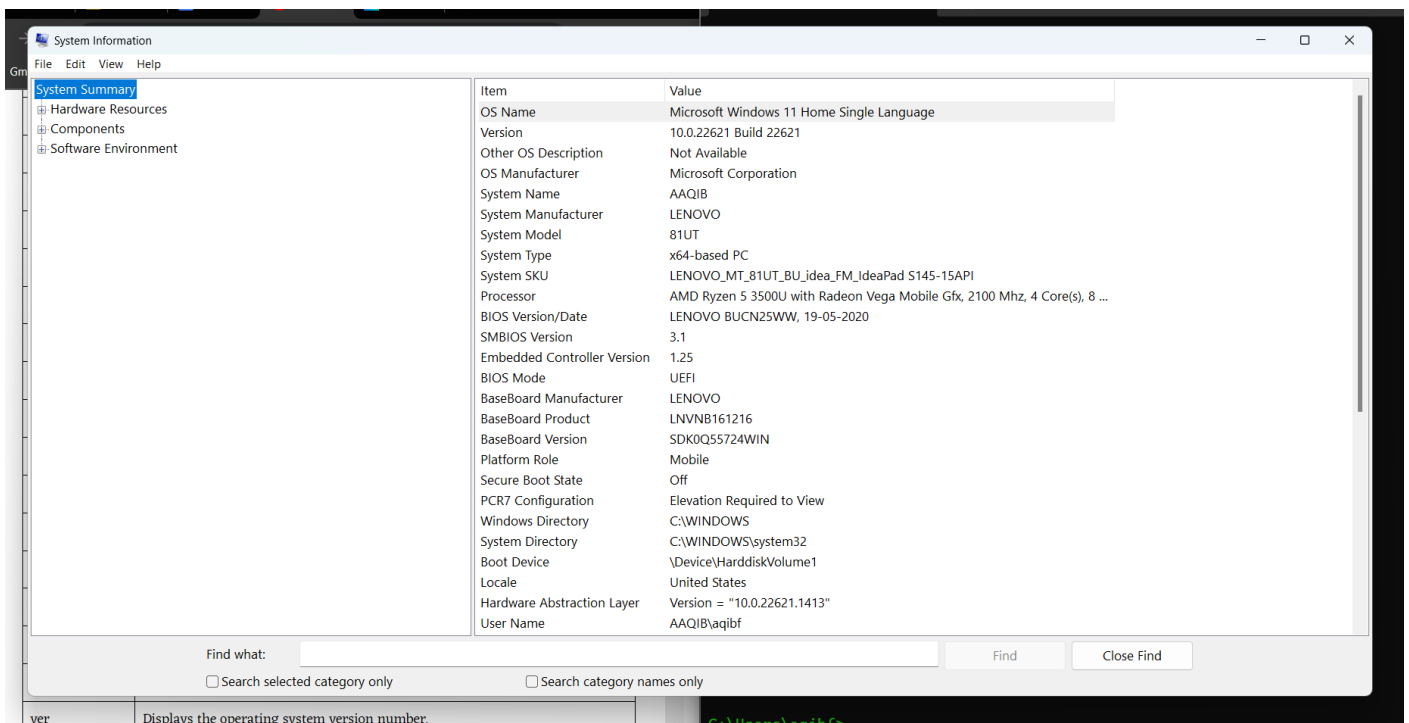 System Information
File Edit View Help
Gm
System Summary
Hardware Resources
Components
Software Environment
Item Value
OS Name Microsoft Windows 11 Home Single Language
Version 10.0.22621 Build 22621
Other OS Description Not Available
OS Manufacturer Microsoft Corporation
System Name AAQIB
System Manufacturer LENOVO
System Model 81UT
System Type x64-based PC
System SKU LENOVO_MT_81UT_BU_idea_FM_IdeaPad S145-15API
Processor AMD Ryzen 5 3500U with Radeon Vega Mobile Gfx, 2100 Mhz, 4 Core(s), 8 ...
BIOS Version/Date LENOVO BUCN25WW, 19-05-2020
SMBIOS Version 3.1
Embedded Controller Version 1.25
BIOS Mode UEFI
BaseBoard Manufacturer LENOVO
BaseBoard Product LNVNB161216
BaseBoard Version SDK0Q55724WIN
Platform Role Mobile
Secure Boot State Off
PCR7 Configuration Elevation Required to View
Windows Directory C:\WINDOWS
System Directory C:\WINDOWS\system32
Boot Device \Device\HarddiskVolume1
Locale United States
Hardware Abstraction Layer Version = "10.0.22621.1413"
User Name AAQIB\aqibf
Find what: Find Close Find
Search selected category only Search category names only
ver Displays the operating system version number.
C:\Users\aqibf>